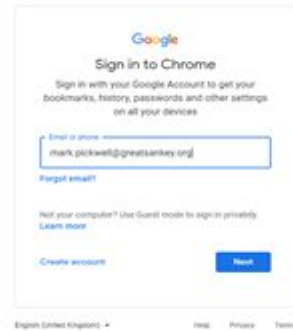 Google
Sign in to Chrome
Sign in with your Google Account to get your
bookmarks, history, passwords and other settings
on all your devices
Email or phone
mark.pickwell@greatsankey.org
Forgot email?
Not your computer? Use Guest mode to sign in privately.
Learn more
Create account
Next
English (United Kingdom)
Help Privacy Terms